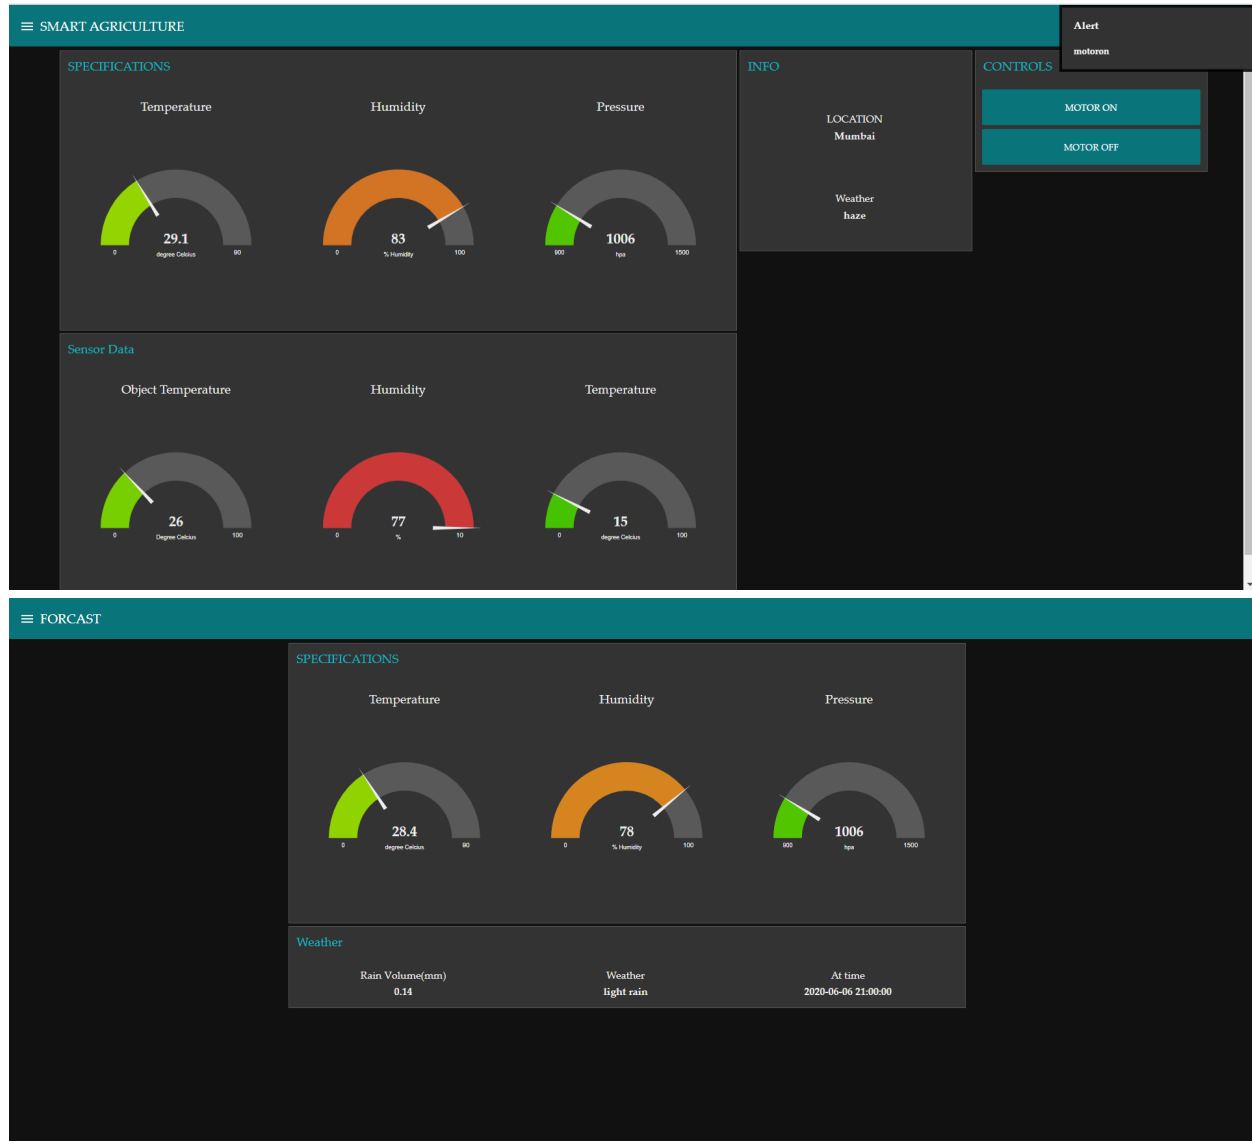 SMART AGRICULTURE
Alert
motoron
SPECIFICATIONS
Temperature
Humidity
Pressure
29.1
0
degree Celcius
90
83
0
% Humidity
100
1006
900
hpa
1500
INFO
LOCATION
Mumbai
Weather
haze
CONTROLS
MOTOR ON
MOTOR OFF
Sensor Data
Object Temperature
Humidity
Temperature
26
0
Degree Celcius
100
77
0
%
10
15
0
degree Celcius
100
FORCAST
SPECIFICATIONS
Temperature
Humidity
Pressure
28.4
0
degree Celcius
90
78
0
% Humidity
100
1006
900
hpa
1500
Weather
Rain Volume(mm)
0.14
Weather
light rain
At time
2020-06-06 21:00:00